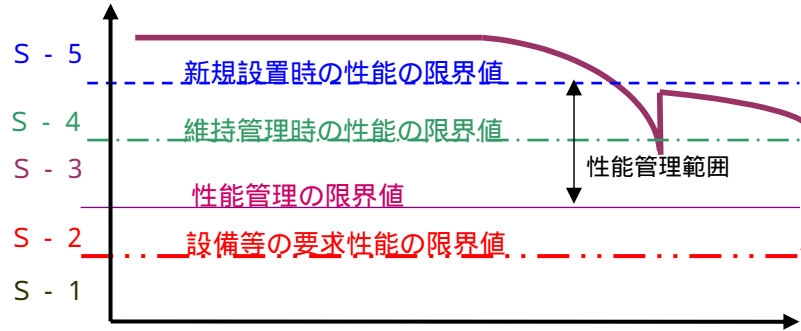 S - 5
新規設置時の性能の限界値
S - 4
維持管理時の性能の限界値
S - 3
性能管理範囲
性能管理の限界値
S - 2
設備等の要求性能の限界値
S - 1